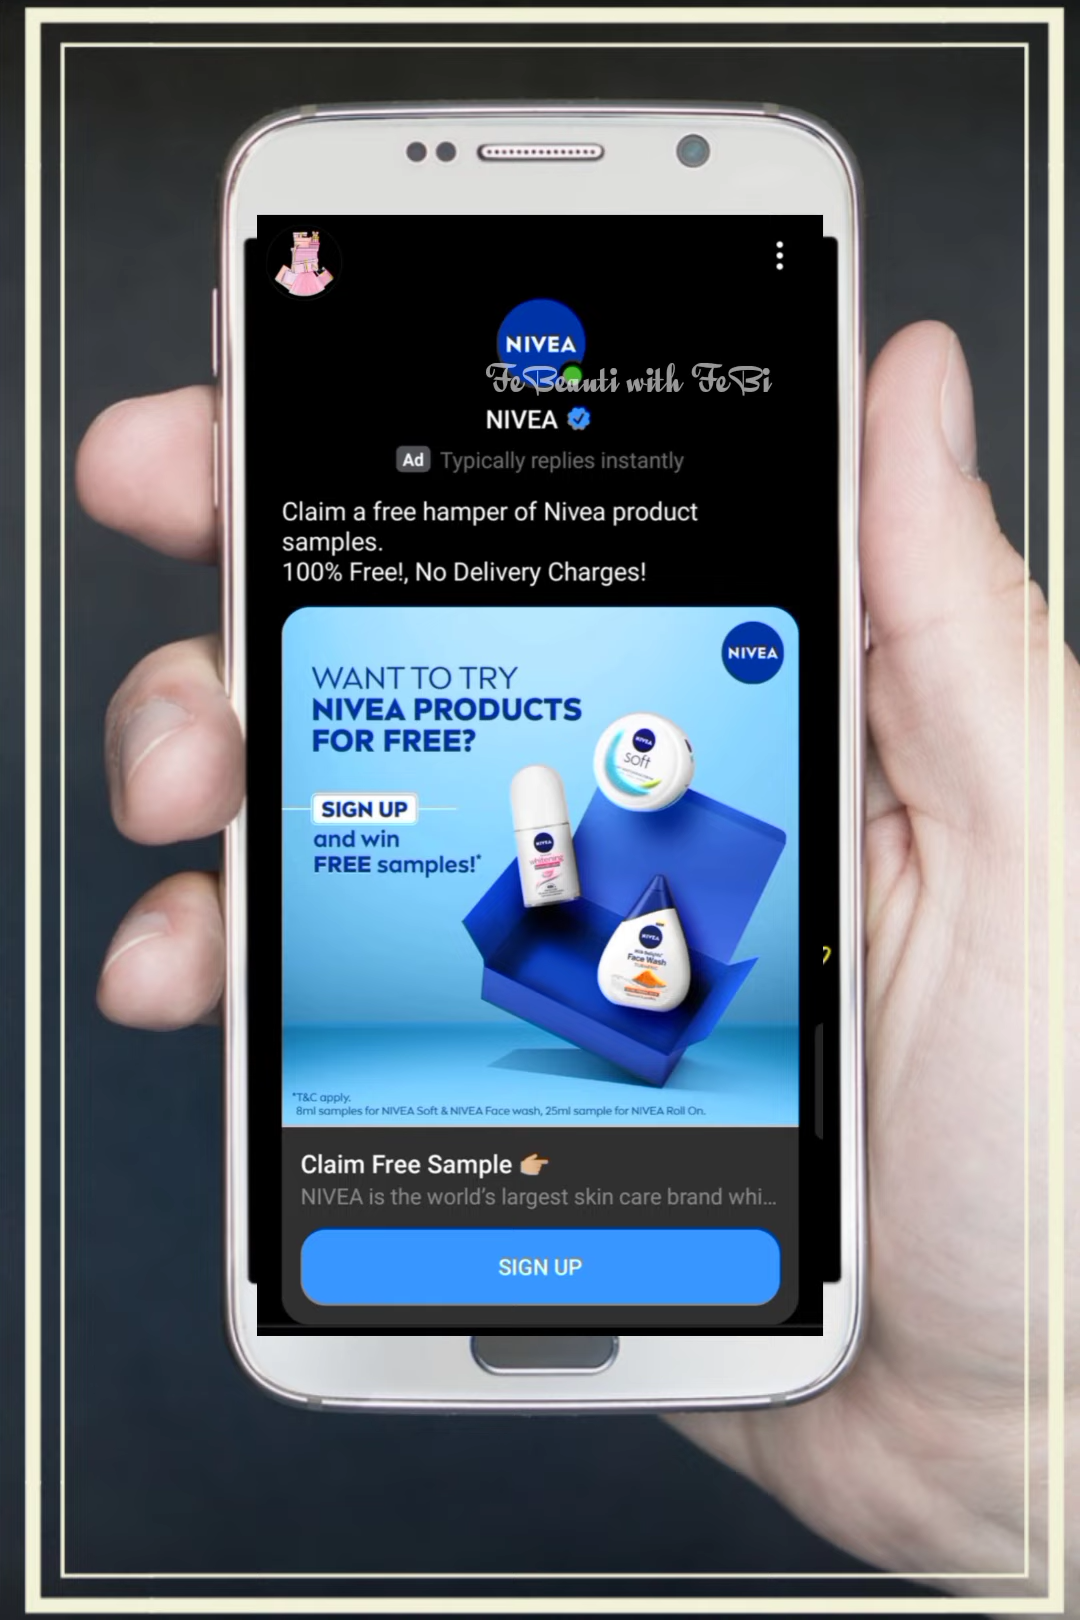 NIVEA
FeBeauti with FeBi
NIVEA
Ad Typically replies instantly
Claim a free hamper of Nivea product
samples.
100% Free!, No Delivery Charges!
NIVEA
WANT TO TRY
NIVEA PRODUCTS
FOR FREE?
SIGN UP
and win
FREE samples!*
NIVEA
soft
NIVEA
whitening
NIVEA
Face Wash
*T&C apply.
8ml samples for NIVEA Soft & NIVEA Face wash, 25ml sample for NIVEA Roll On.
Claim Free Sample 👉🏼
NIVEA is the world's largest skin care brand whi...
SIGN UP